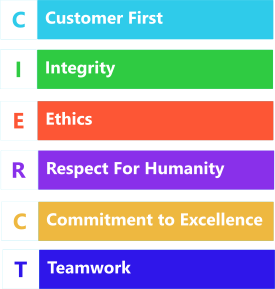 C Customer First
I Integrity
E Ethics
R Respect For Humanity
C Commitment to Excellence
T Teamwork